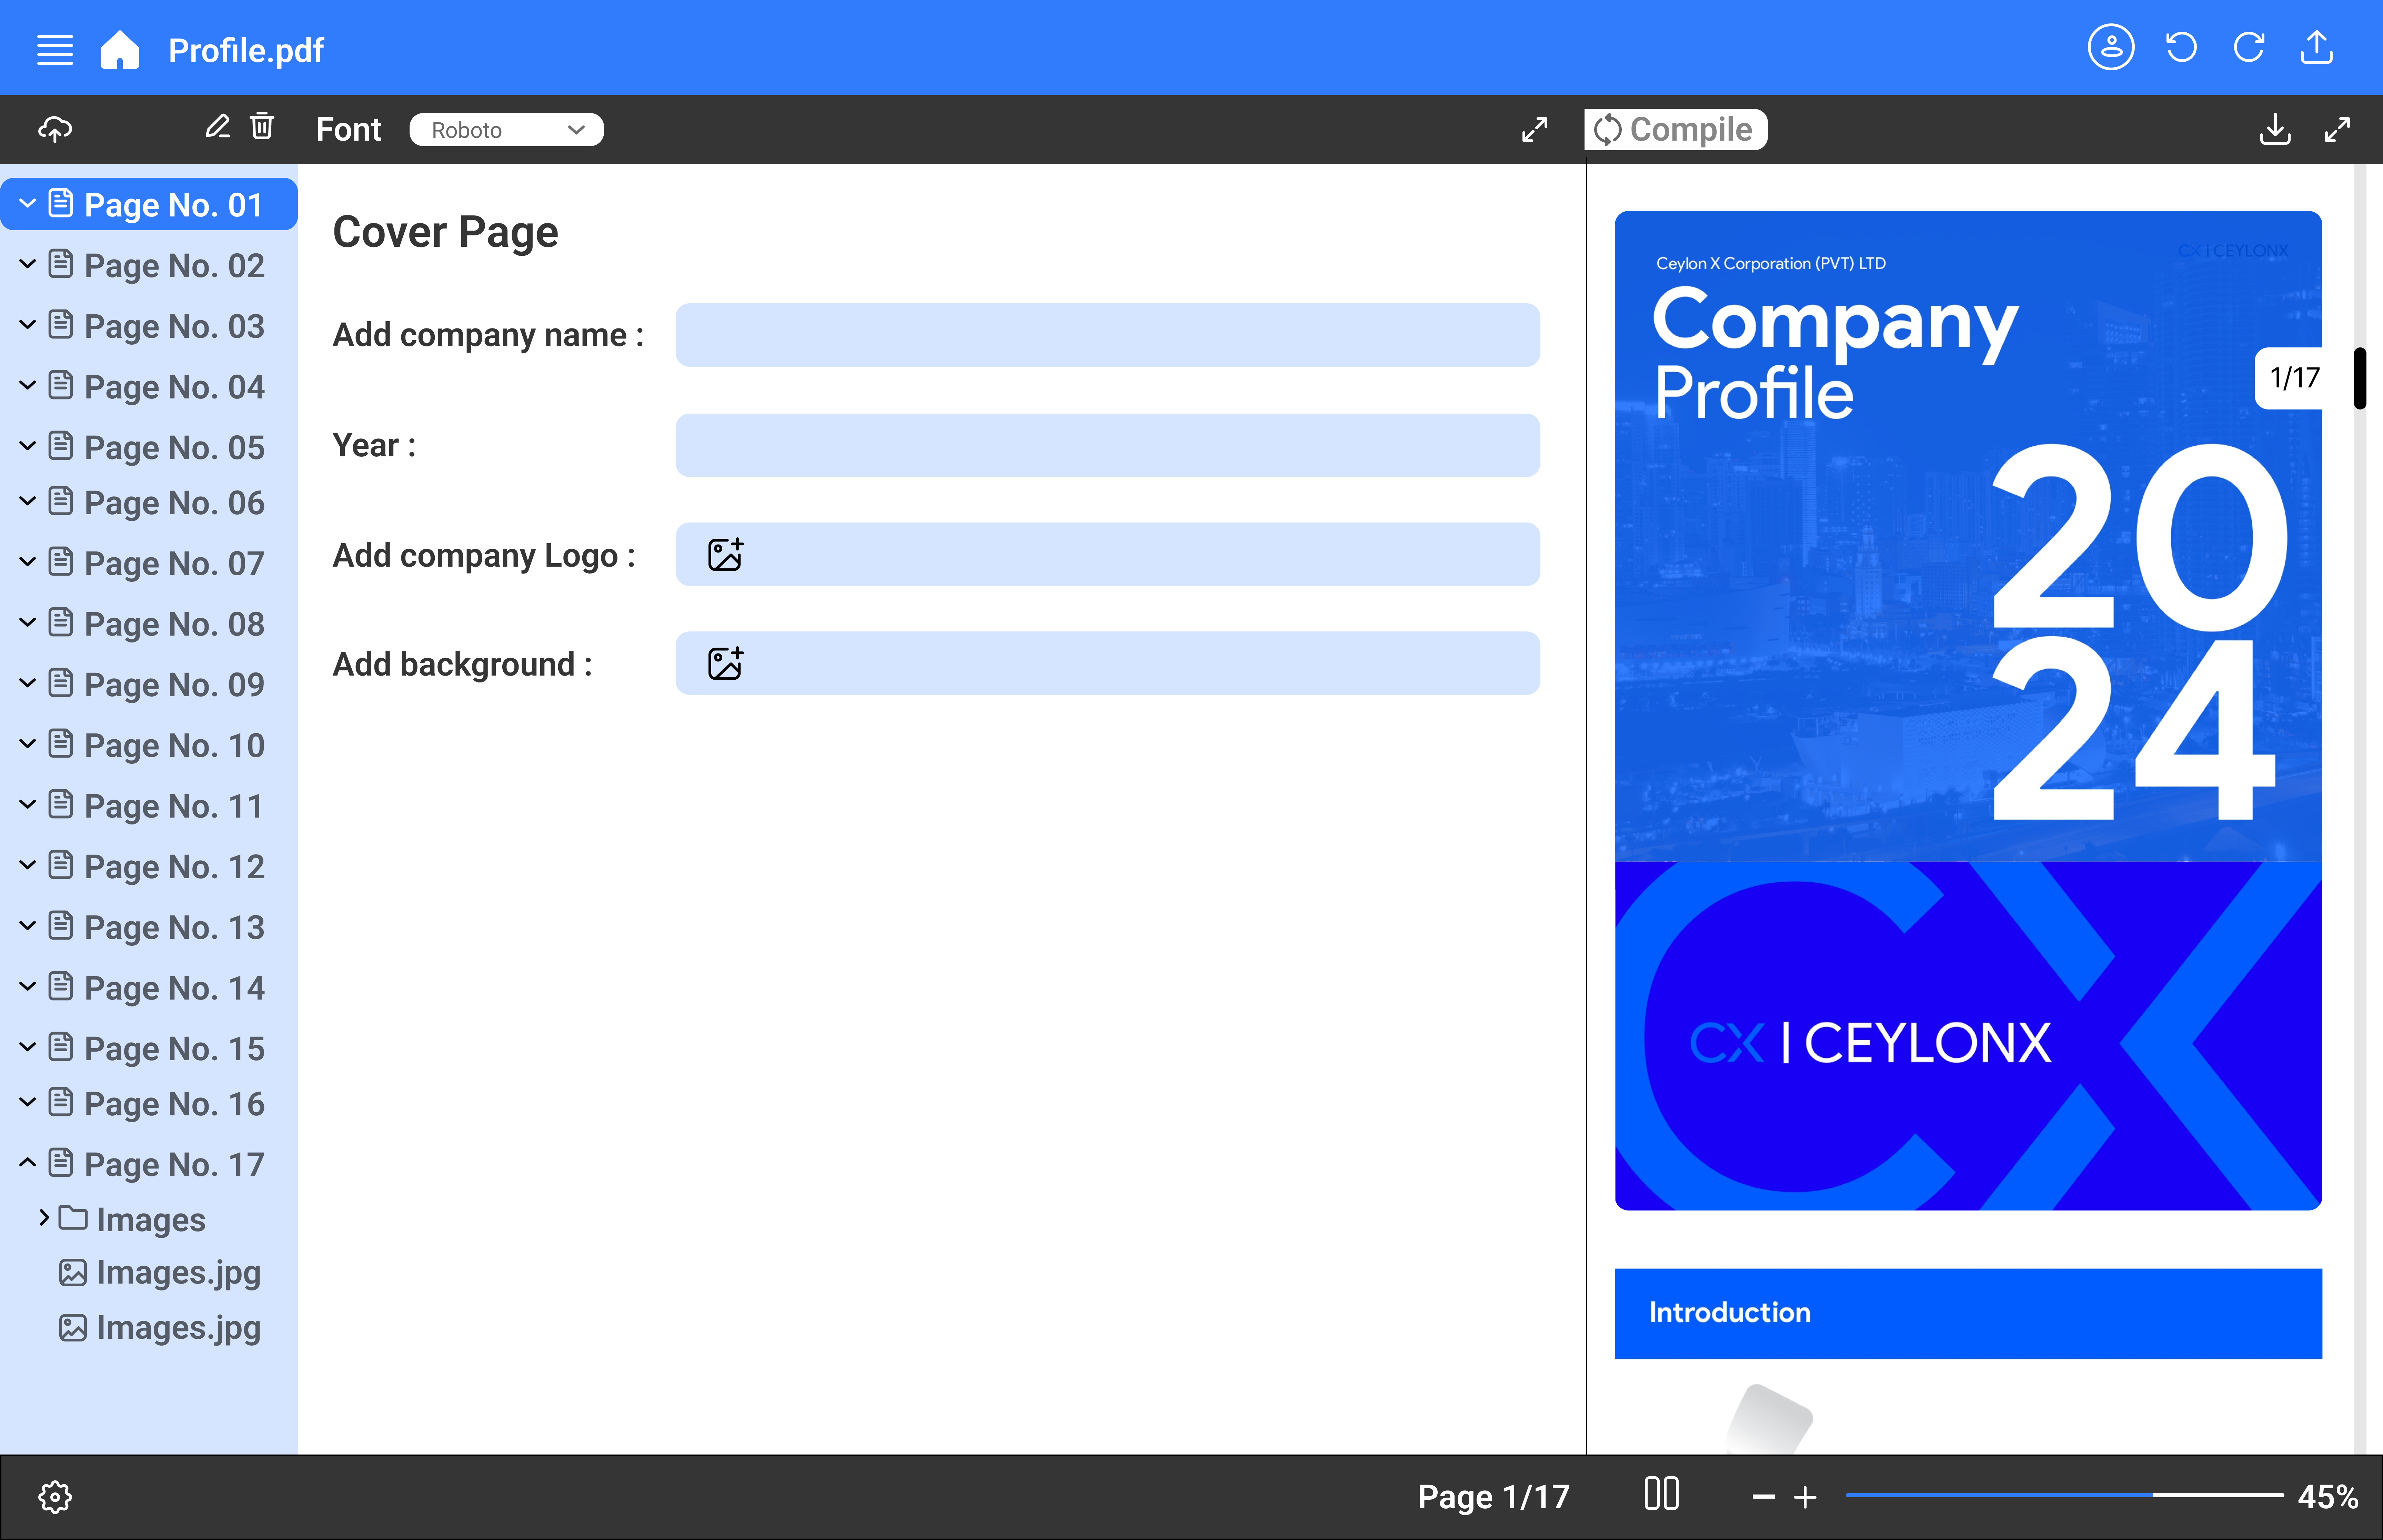 Profile.pdf
Font
Roboto
Compile
Page No. 01
Page No. 02
Page No. 03
Page No. 04
Page No. 05
Page No. 06
Page No. 07
Page No. 08
Page No. 09
Page No. 10
Page No. 11
Page No. 12
Page No. 13
Page No. 14
Page No. 15
Page No. 16
Page No. 17
Images
Images.jpg
Images.jpg
Cover Page
Add company name :
Year :
Add company Logo :
Add background :
CX | CEYLONX
Ceylon X Corporation (PVT) LTD
Company
Profile
1/17
20
24
CX
CX | CEYLONX
Introduction
Page 1/17
45%